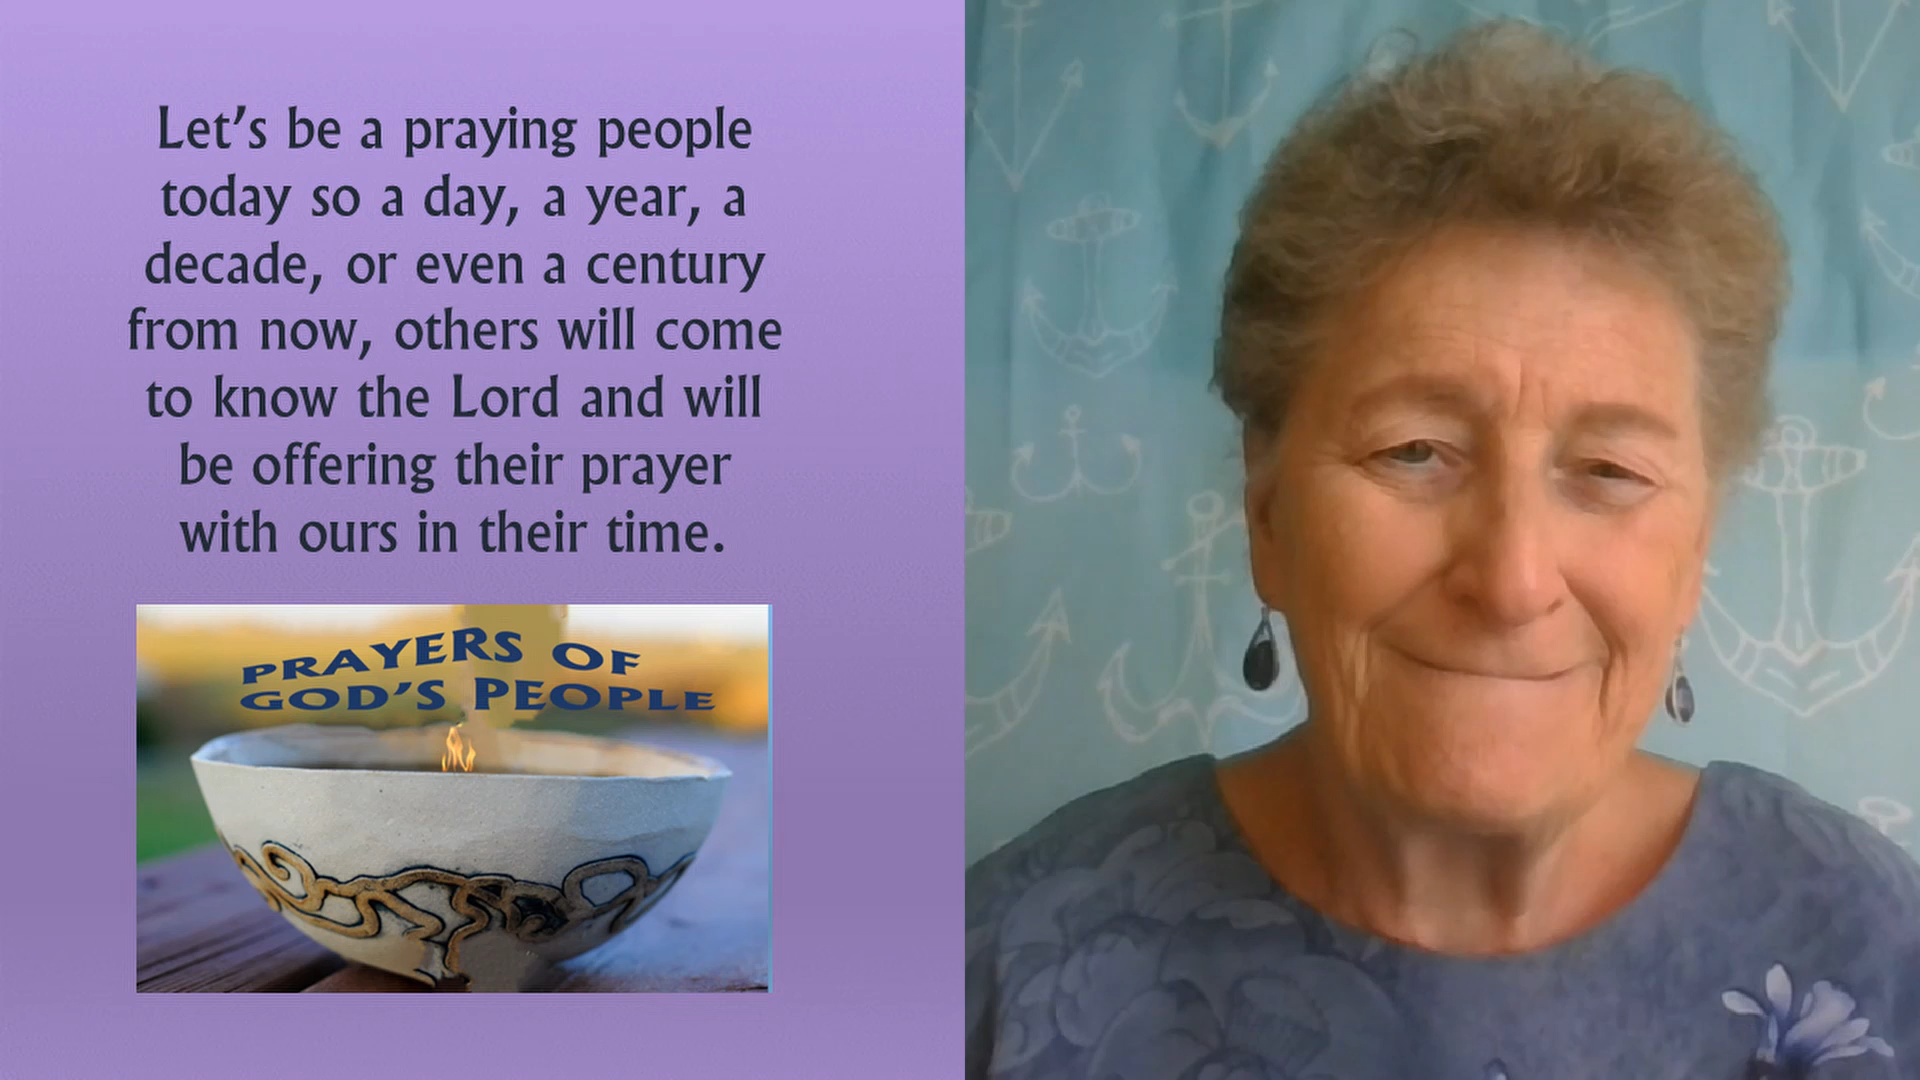 Let’s be a praying people
today so a day, a year, a
decade, or even a century
from now, others will come
to know the Lord and will
be offering their prayer
with ours in their time.
PRAYERS OF
GOD’S PEOPLE